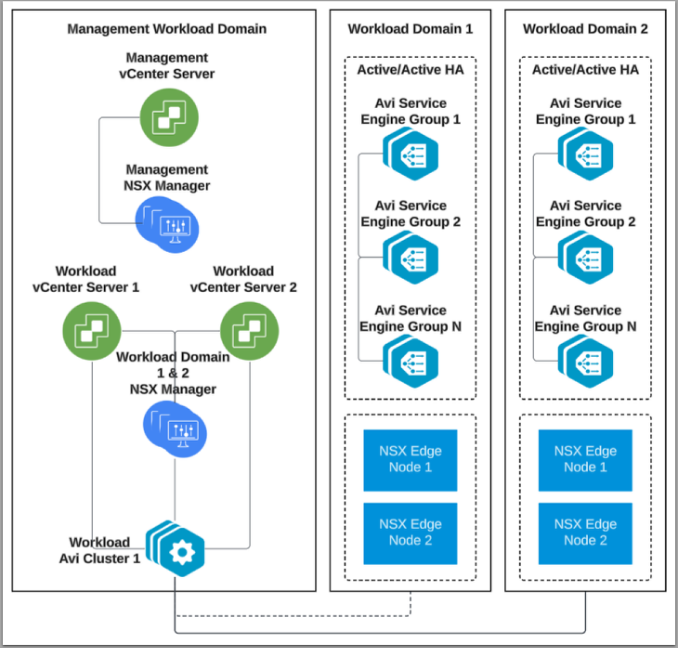 Management Workload Domain
Management
vCenter Server
Management
NSX Manager
Workload
vCenter Server 1
Workload
vCenter Server 2
Workload Domain
1 & 2
NSX Manager
Workload
Avi Cluster 1
Workload Domain 1
Active/Active HA
Avi Service
Engine Group 1
Avi Service
Engine Group 2
Avi Service
Engine Group N
NSX Edge
Node 1
NSX Edge
Node 2
Workload Domain 2
Active/Active HA
Avi Service
Engine Group 1
Avi Service
Engine Group 2
Avi Service
Engine Group N
NSX Edge
Node 1
NSX Edge
Node 2